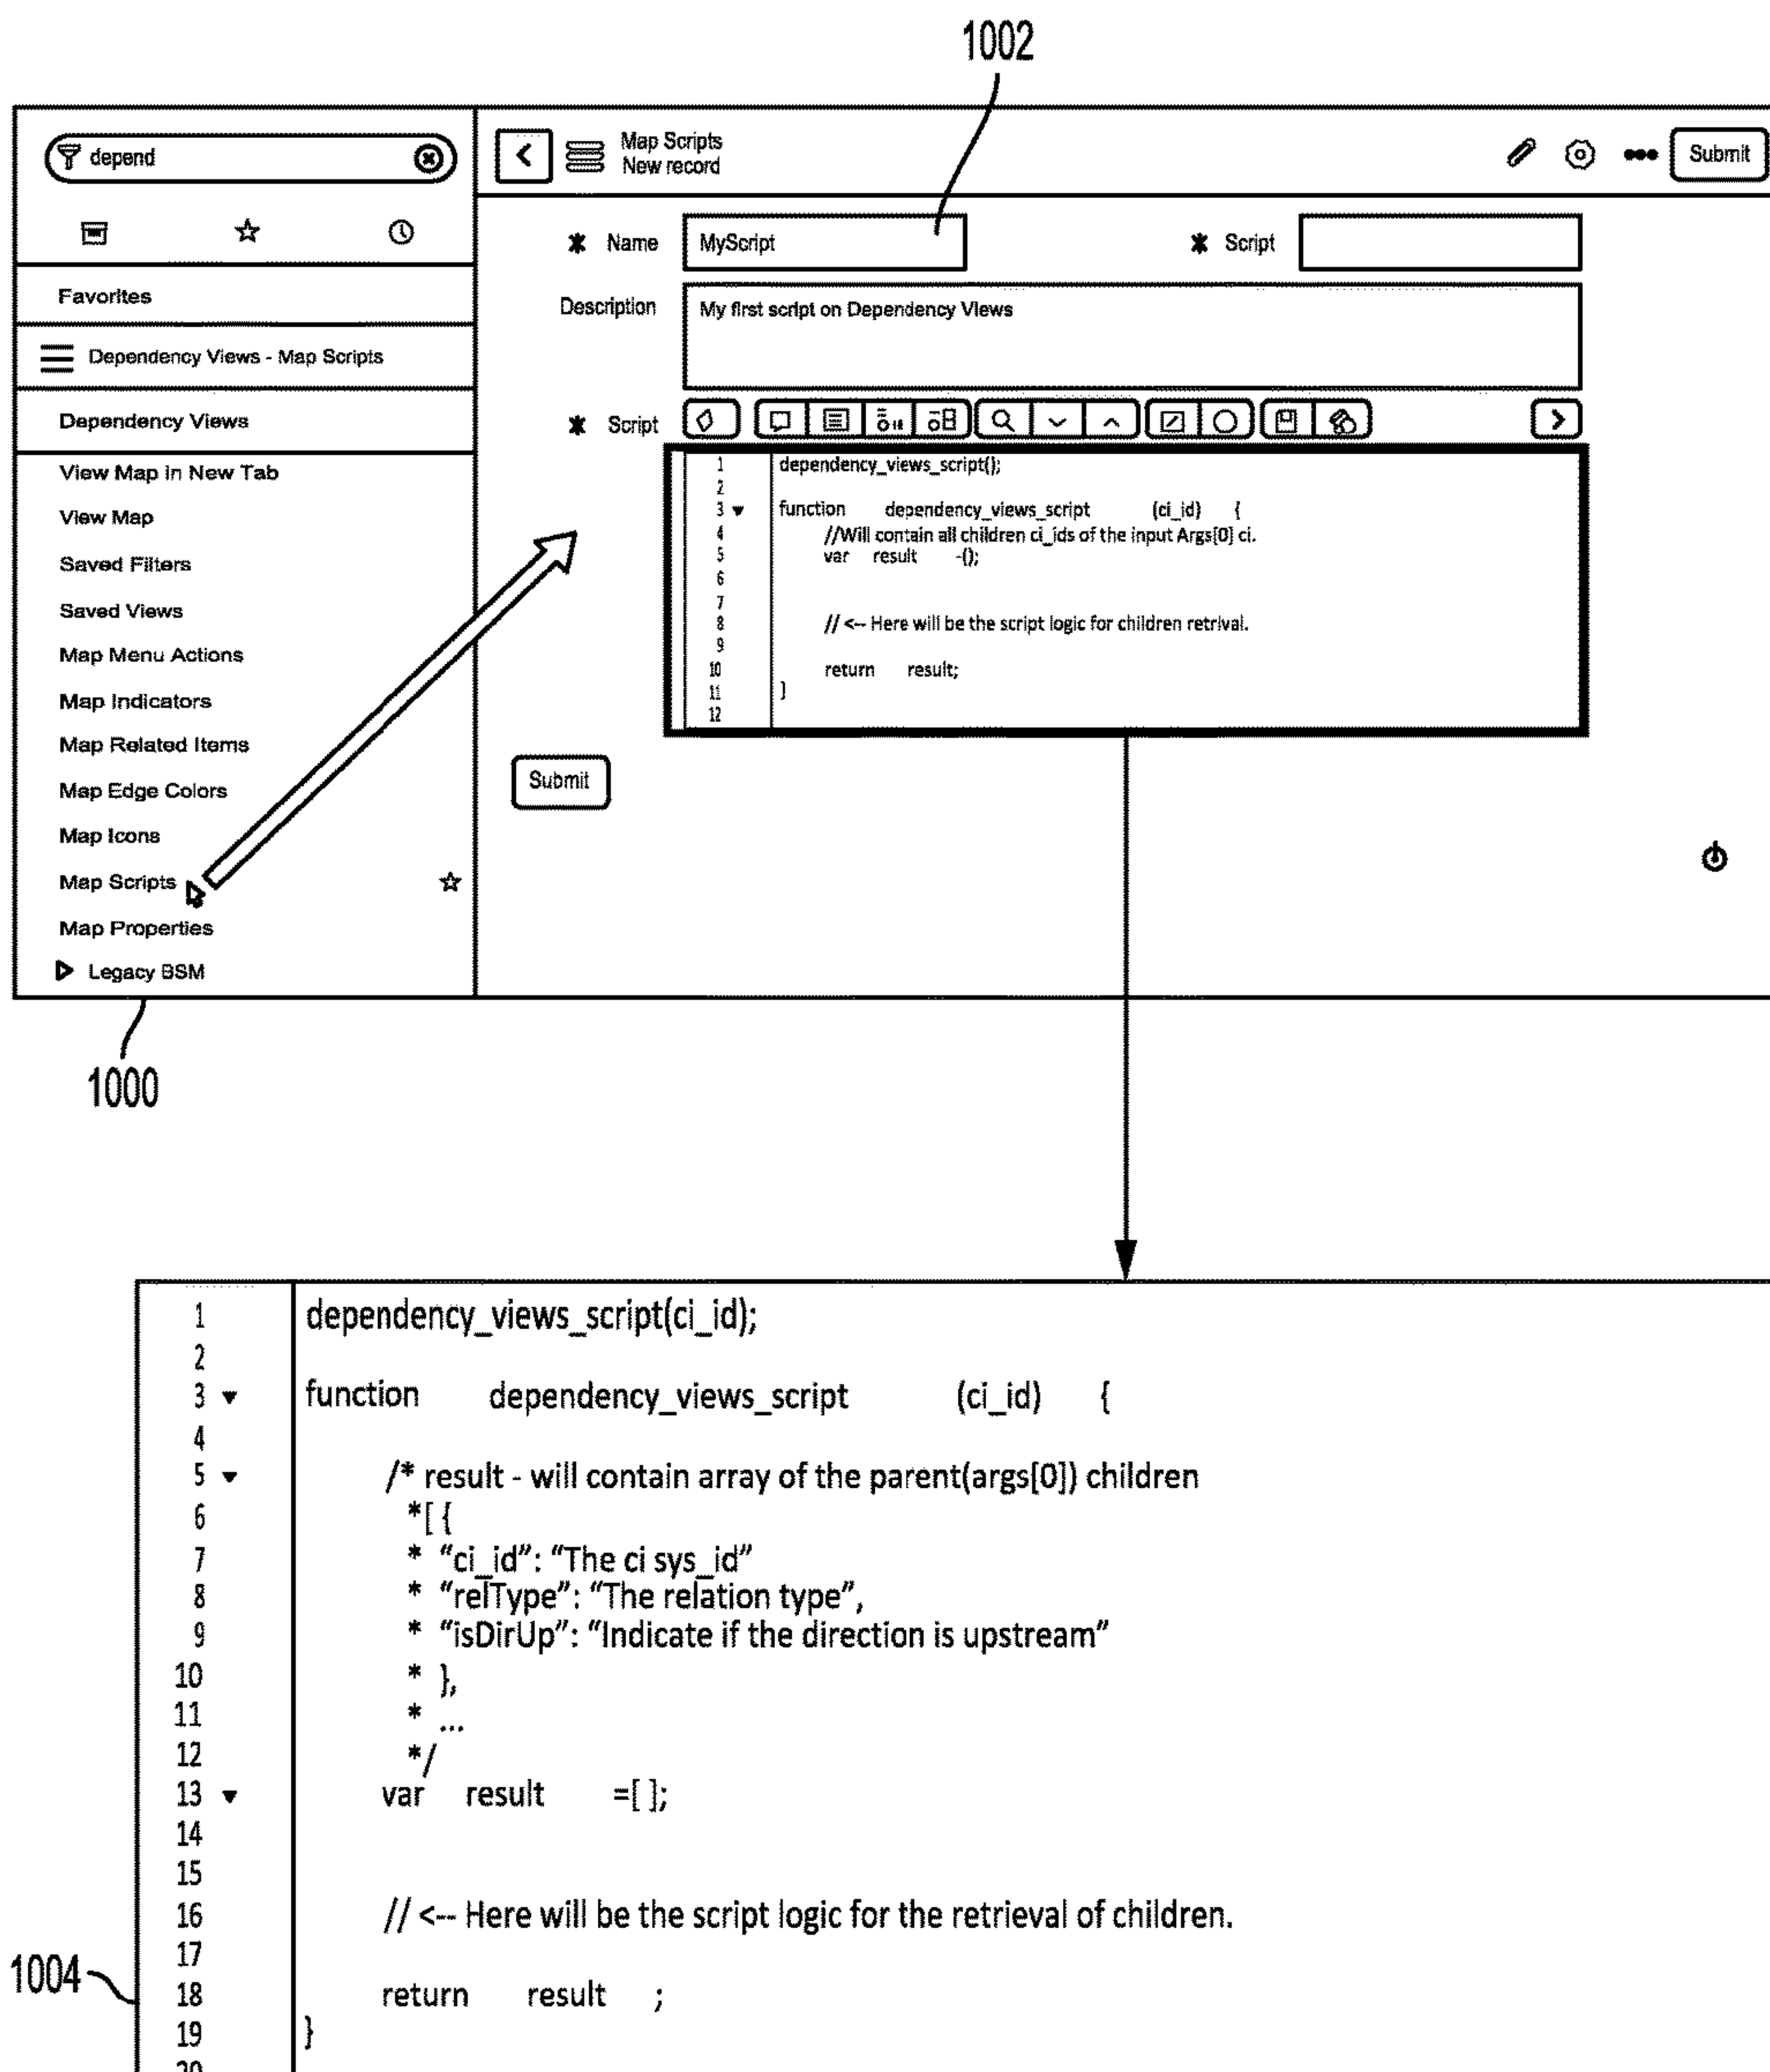 1002
depend
Map Scripts
New record
Submit
Favorites
Dependency Views - Map Scripts
Dependency Views
View Map in New Tab
View Map
Saved Filters
Saved Views
Map Menu Actions
Map Indicators
Map Related Items
Map Edge Colors
Map Icons
Map Scripts
Map Properties
Legacy BSM
* Name MyScript
* Script
Description My first script on Dependency Views
* Script
1 dependency_views_script();
2
3 function dependency_views_script (ci_id) {
4 //Will contain all children ci_ids of the input Args[0] ci.
5 var result -();
6
7
8 // <-- Here will be the script logic for children retrival.
9
10 return result;
11 }
12
Submit
1000
1 dependency_views_script(ci_id);
2
3 function dependency_views_script (ci_id) {
4
5 /* result - will contain array of the parent(args[0]) children
6 *[ {
7 * “ci_id”: “The ci sys_id”
8 * “relType”: “The relation type”,
9 * “isDirUp”: “Indicate if the direction is upstream”
10 * },
11 * ...
12 */
13 var result =[ ];
14
15
16 // <-- Here will be the script logic for the retrieval of children.
17
18 return result ;
19 }
20
1004